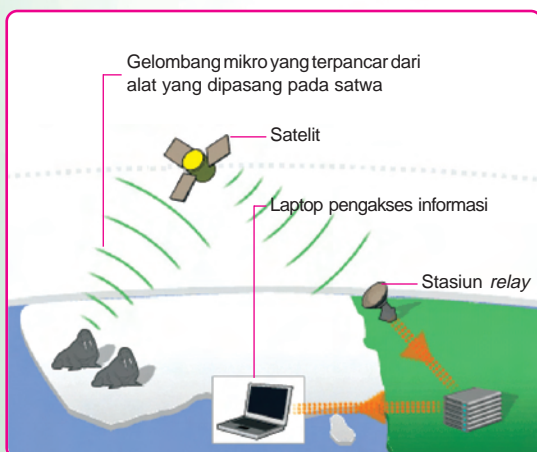 Gelombang mikro yang terpancar dari
alat yang dipasang pada satwa
Satelit
Laptop pengakses informasi
Stasiun relay